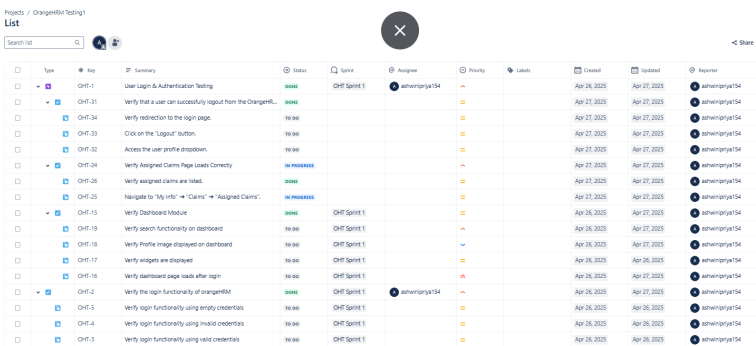 Projects / OrangeHRM Testing1
List
Search list
A
Share
Type Key Summary Status Sprint Assignee Priority Labels Created Updated Reporter
OHT-1 User Login & Authentication Testing DONE OHT Sprint 1 A ashwinipriya154 Apr 26, 2025 Apr 27, 2025 A ashwinipriya154
OHT-31 Verify that a user can successfully logout from the OrangeHR... DONE Apr 27, 2025 Apr 27, 2025 A ashwinipriya154
OHT-34 Verify redirection to the login page. TO DO Apr 27, 2025 Apr 27, 2025 A ashwinipriya154
OHT-33 Click on the "Logout" button. TO DO Apr 27, 2025 Apr 27, 2025 A ashwinipriya154
OHT-32 Access the user profile dropdown. TO DO Apr 27, 2025 Apr 27, 2025 A ashwinipriya154
OHT-24 Verify Assigned Claims Page Loads Correctly IN PROGRESS Apr 27, 2025 Apr 27, 2025 A ashwinipriya154
OHT-26 Verify assigned claims are listed. DONE Apr 27, 2025 Apr 27, 2025 A ashwinipriya154
OHT-25 Navigate to "My Info" → "Claims" → "Assigned Claims". IN PROGRESS Apr 27, 2025 Apr 27, 2025 A ashwinipriya154
OHT-15 Verify Dashboard Module DONE OHT Sprint 1 Apr 26, 2025 Apr 27, 2025 A ashwinipriya154
OHT-19 Verify search functionality on dashboard TO DO OHT Sprint 1 Apr 26, 2025 Apr 26, 2025 A ashwinipriya154
OHT-18 Verify Profile image displayed on dashboard TO DO OHT Sprint 1 Apr 26, 2025 Apr 26, 2025 A ashwinipriya154
OHT-17 Verify widgets are displayed TO DO OHT Sprint 1 Apr 26, 2025 Apr 26, 2025 A ashwinipriya154
OHT-16 Verify dashboard page loads after login TO DO OHT Sprint 1 Apr 26, 2025 Apr 27, 2025 A ashwinipriya154
OHT-2 Verify the login functionality of orangeHRM DONE OHT Sprint 1 A ashwinipriya154 Apr 26, 2025 Apr 27, 2025 A ashwinipriya154
OHT-5 Verify login functionality using empty credentials TO DO OHT Sprint 1 Apr 26, 2025 Apr 26, 2025 A ashwinipriya154
OHT-4 Verify login functionality using invalid credentials TO DO OHT Sprint 1 Apr 26, 2025 Apr 26, 2025 A ashwinipriya154
OHT-3 Verify login functionality using valid credentials TO DO OHT Sprint 1 Apr 26, 2025 Apr 26, 2025 A ashwinipriya154